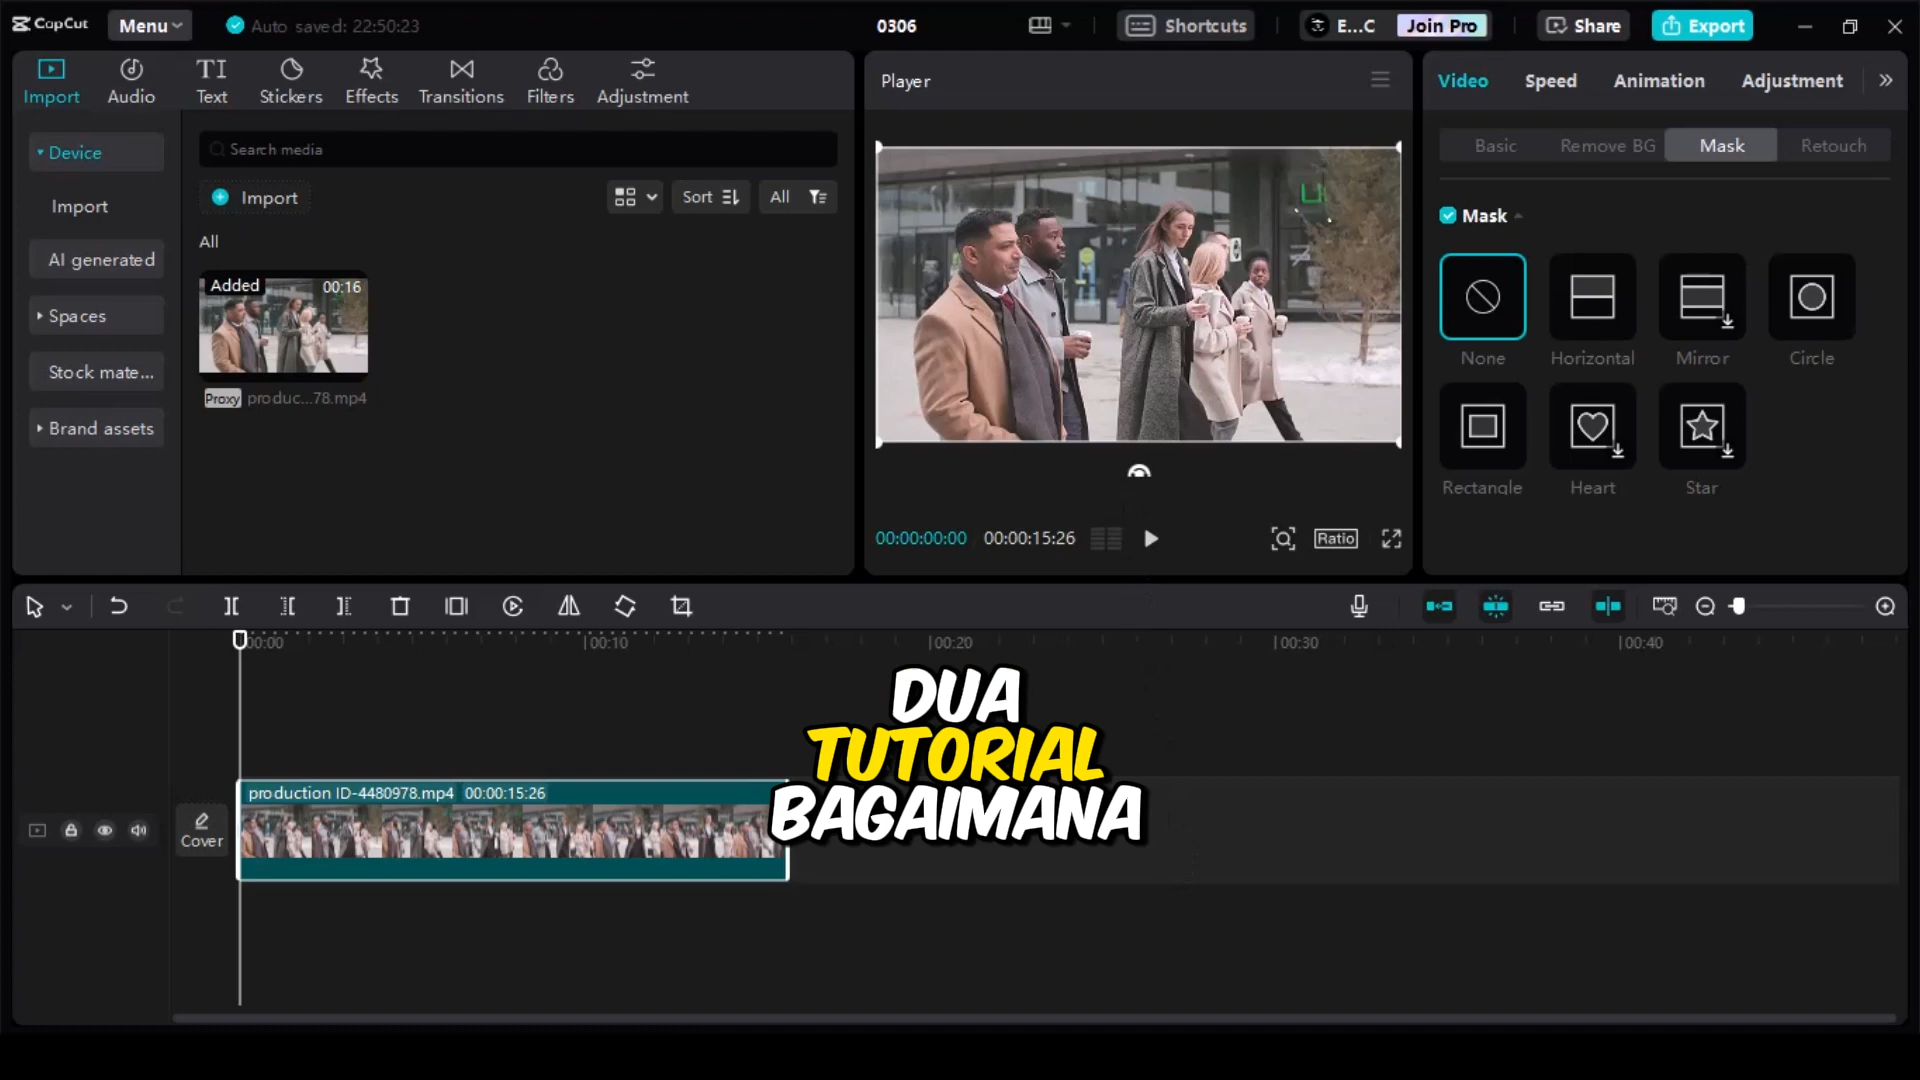 CapCut
Menu
Auto saved: 22:50:23
0306
Shortcuts
E...C
Join Pro
Share
Export
Import
Audio
TI
Text
Stickers
Effects
Transitions
Filters
Adjustment
Player
Video
Speed
Animation
Adjustment
Device
Import
AI generated
Spaces
Stock mate...
Brand assets
Search media
Import
Sort
All
All
Added
00:16
Proxy
produc...78.mp4
00:00:00:00
00:00:15:26
Ratio
Basic
Remove BG
Mask
Retouch
Mask
None
Horizontal
Mirror
Circle
Rectangle
Heart
Star
00:00
00:10
00:20
00:30
00:40
Cover
production ID-4480978.mp4
00:00:15:26
DUA
TUTORIAL
BAGAIMANA